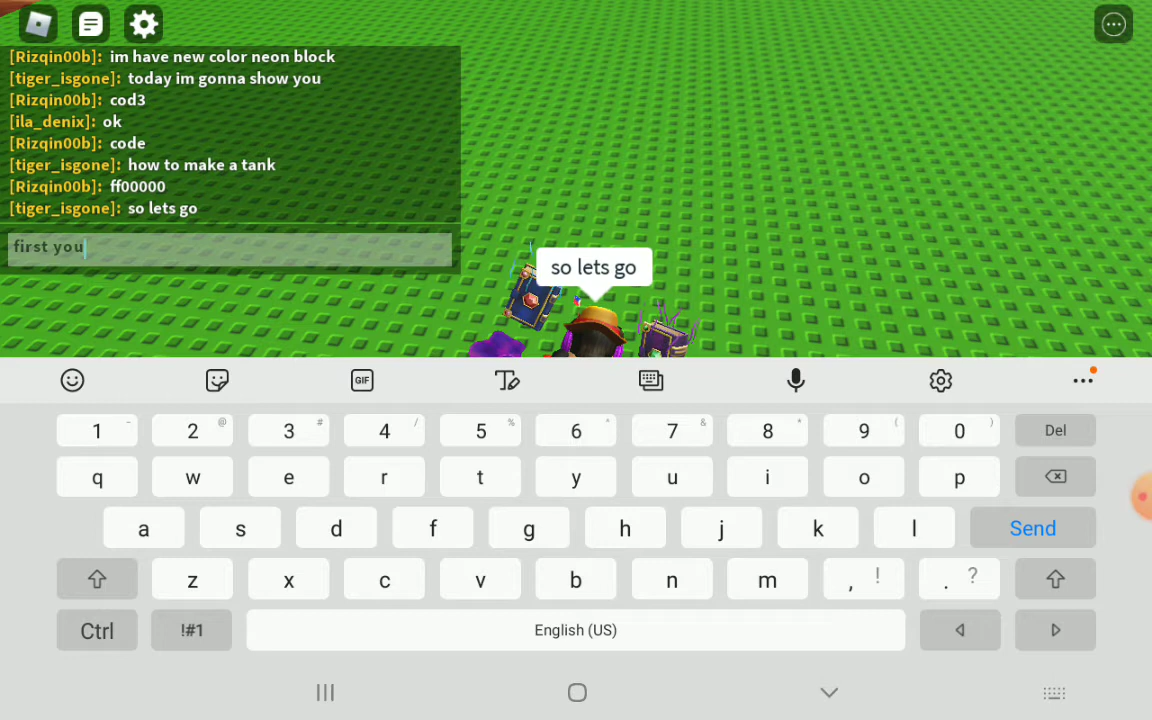 [Rizqin00b]: im have new color neon block
[tiger_isgone]: today im gonna show you
[Rizqin00b]: cod3
[ila_denix]: ok
[Rizqin00b]: code
[tiger_isgone]: how to make a tank
[Rizqin00b]: ff00000
[tiger_isgone]: so lets go
first you
so lets go
GIF
1 - 2 @ 3 # 4 / 5 % 6 ^ 7 & 8 * 9 ( 0 ) Del
q w e r t y u i o p
a s d f g h j k l Send
z x c v b n m , ! . ?
Ctrl !#1 English (US)